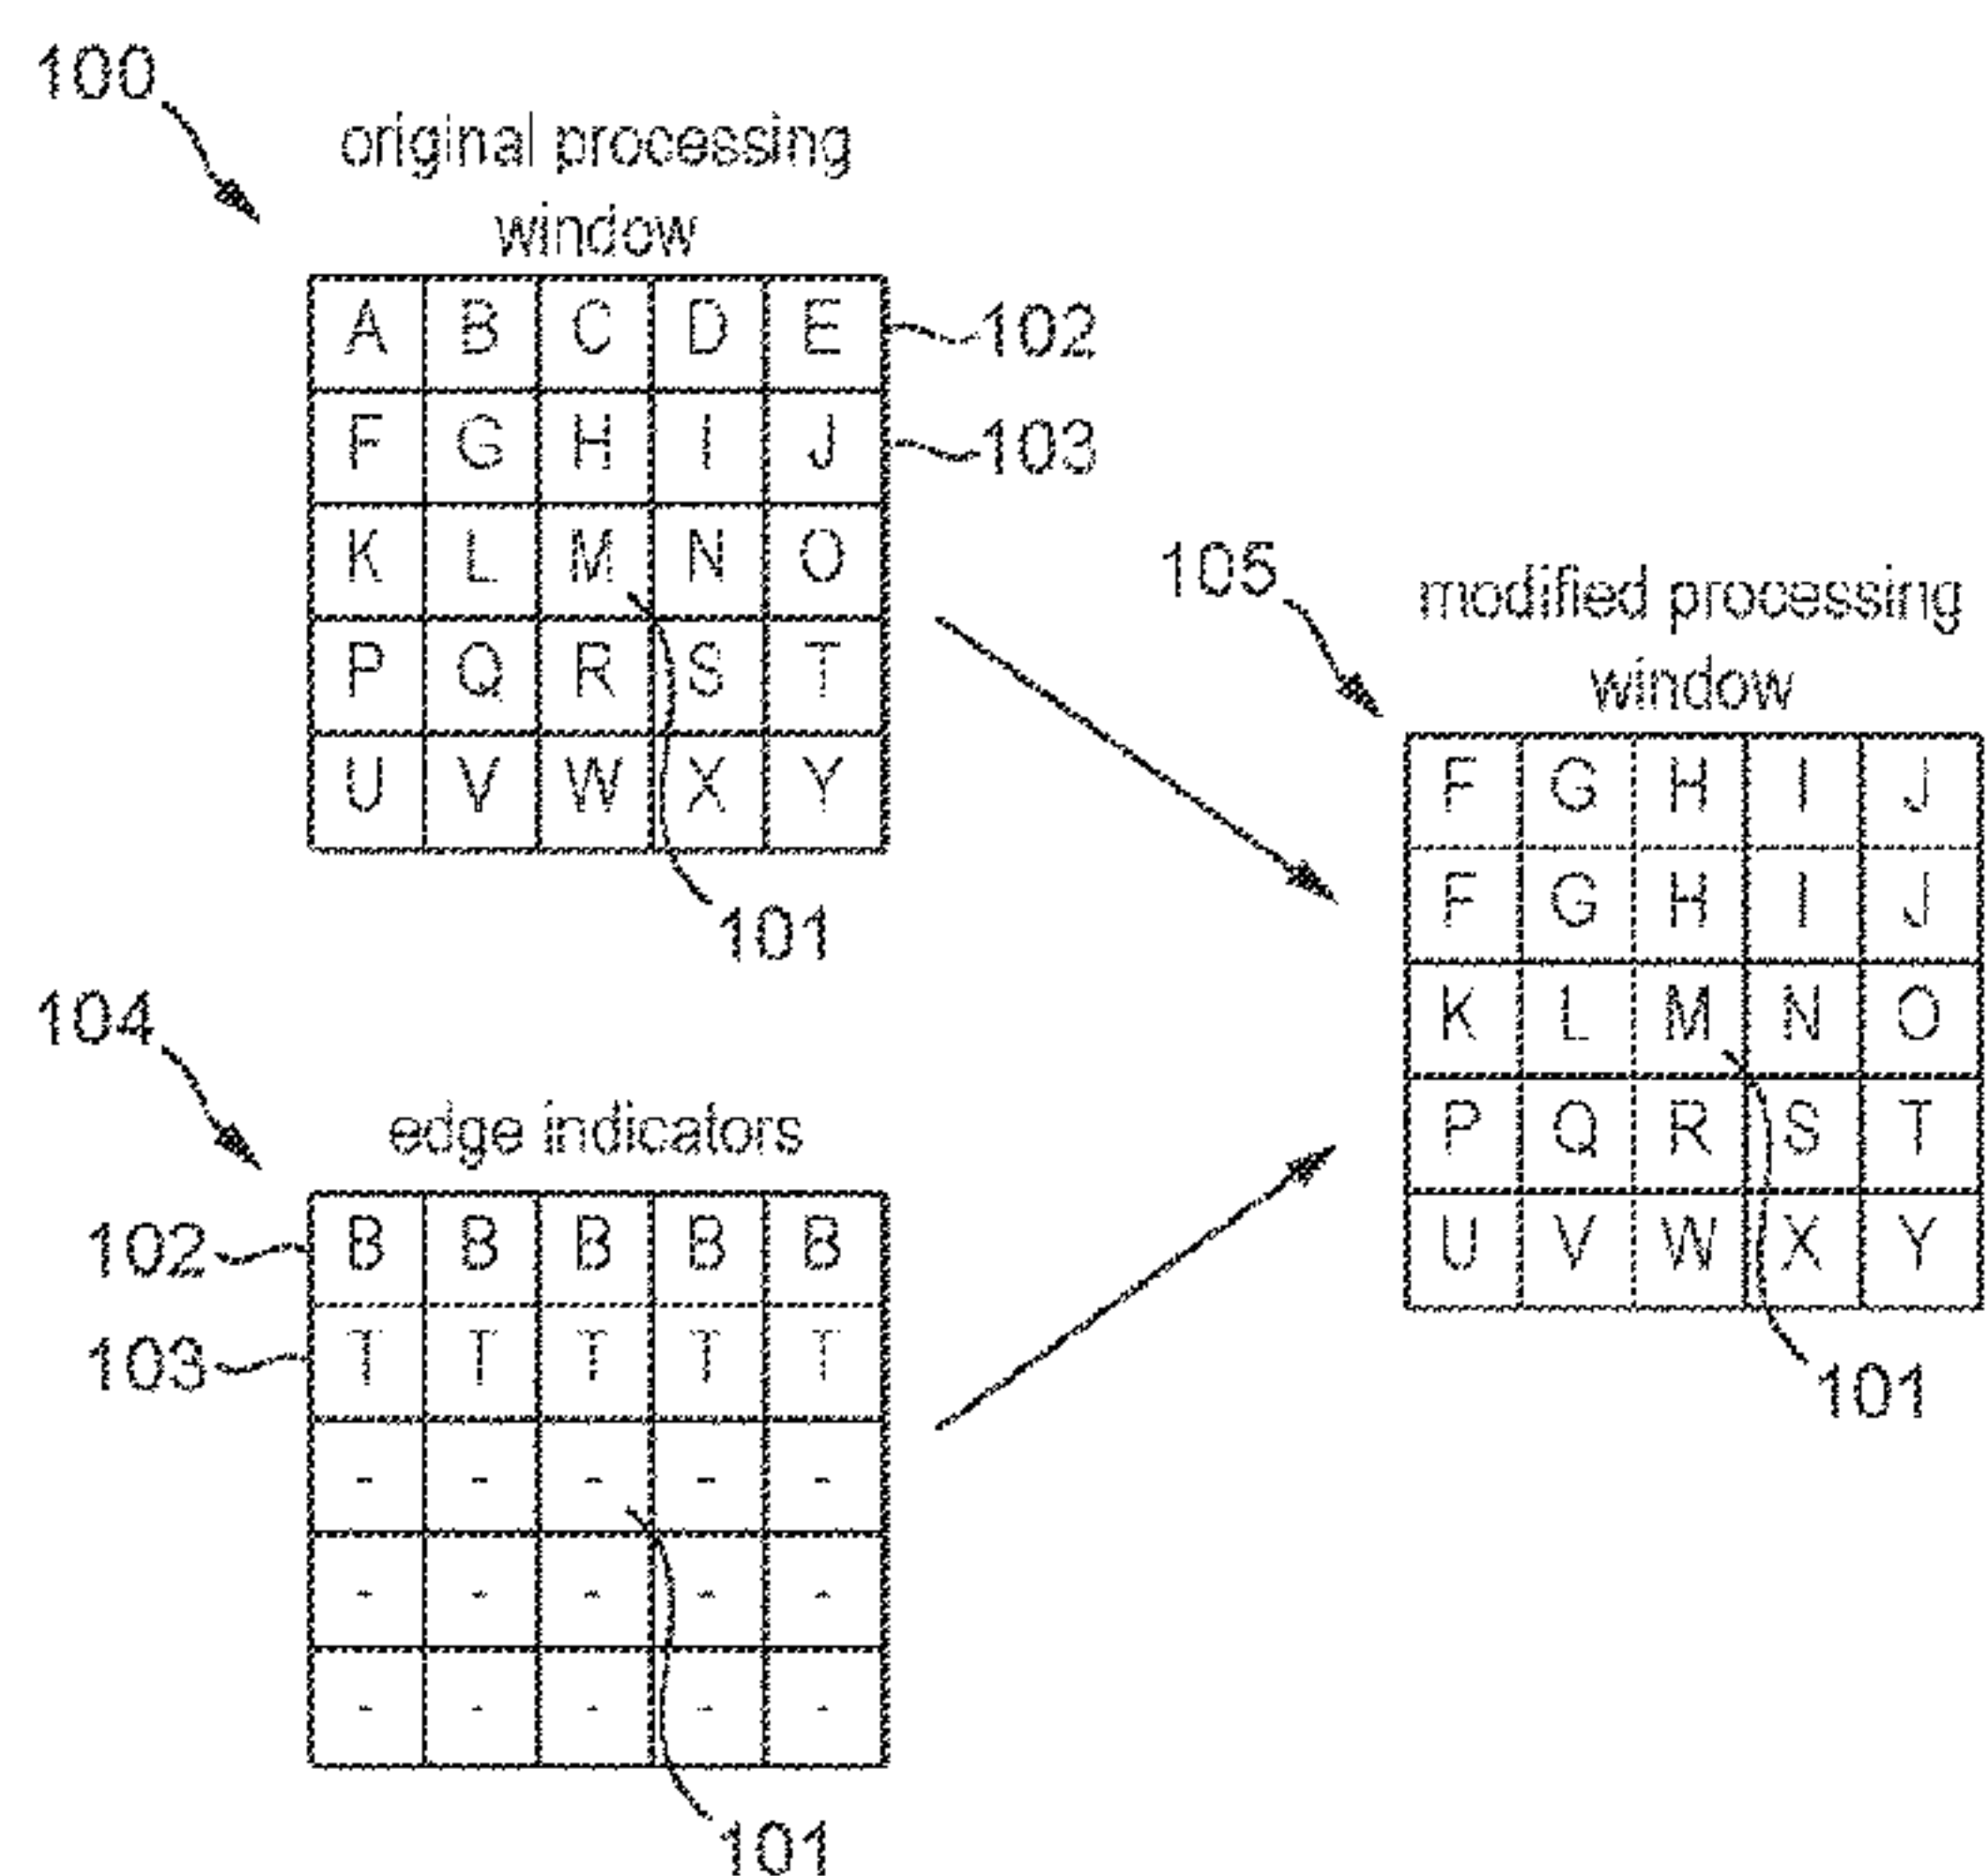 100
original processing
window
A B C D E 102
F G H I J 103
K L M N O
P Q R S T
U V W X Y
101
105
modified processing
window
F G H I J
F G H I J
K L M N O
P Q R S T
U V W X Y
101
104
edge indicators
102 B B B B B
103 T T T T T
- - - - -
- - - - -
- - - - -
101